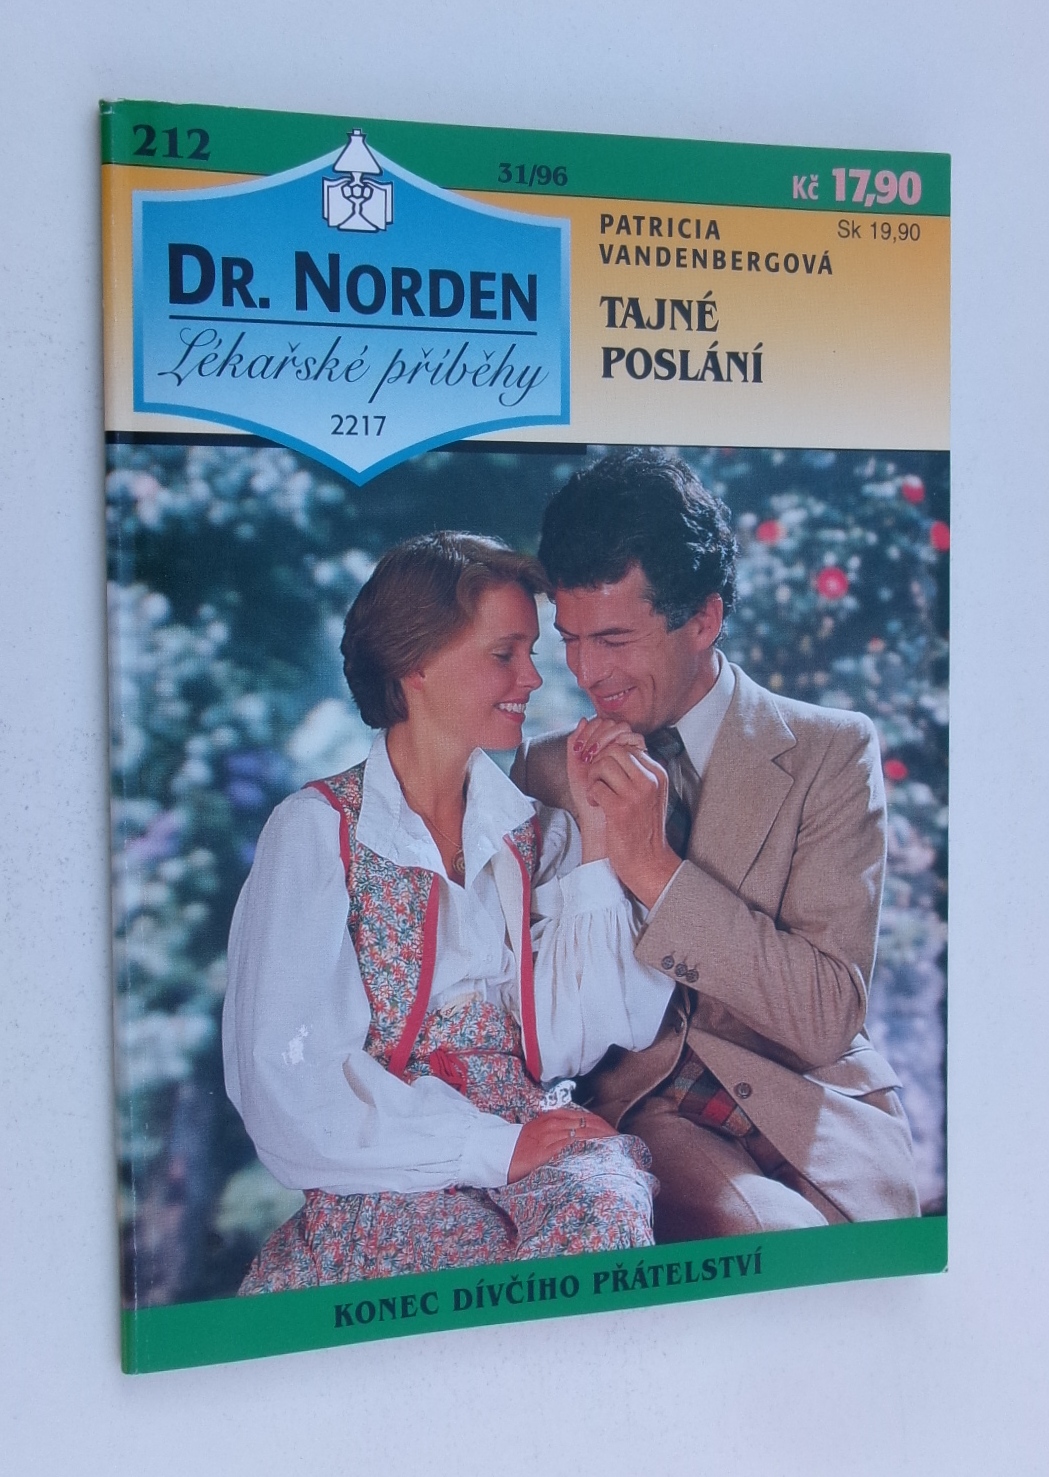 212
31/96
Kč 17,90
Sk 19,90
DR. NORDEN
Lékařské příběhy
2217
PATRICIA
VANDENBERGOVÁ
TAJNÉ
POSLÁNÍ
KONEC DÍVČÍHO PŘÁTELSTVÍ